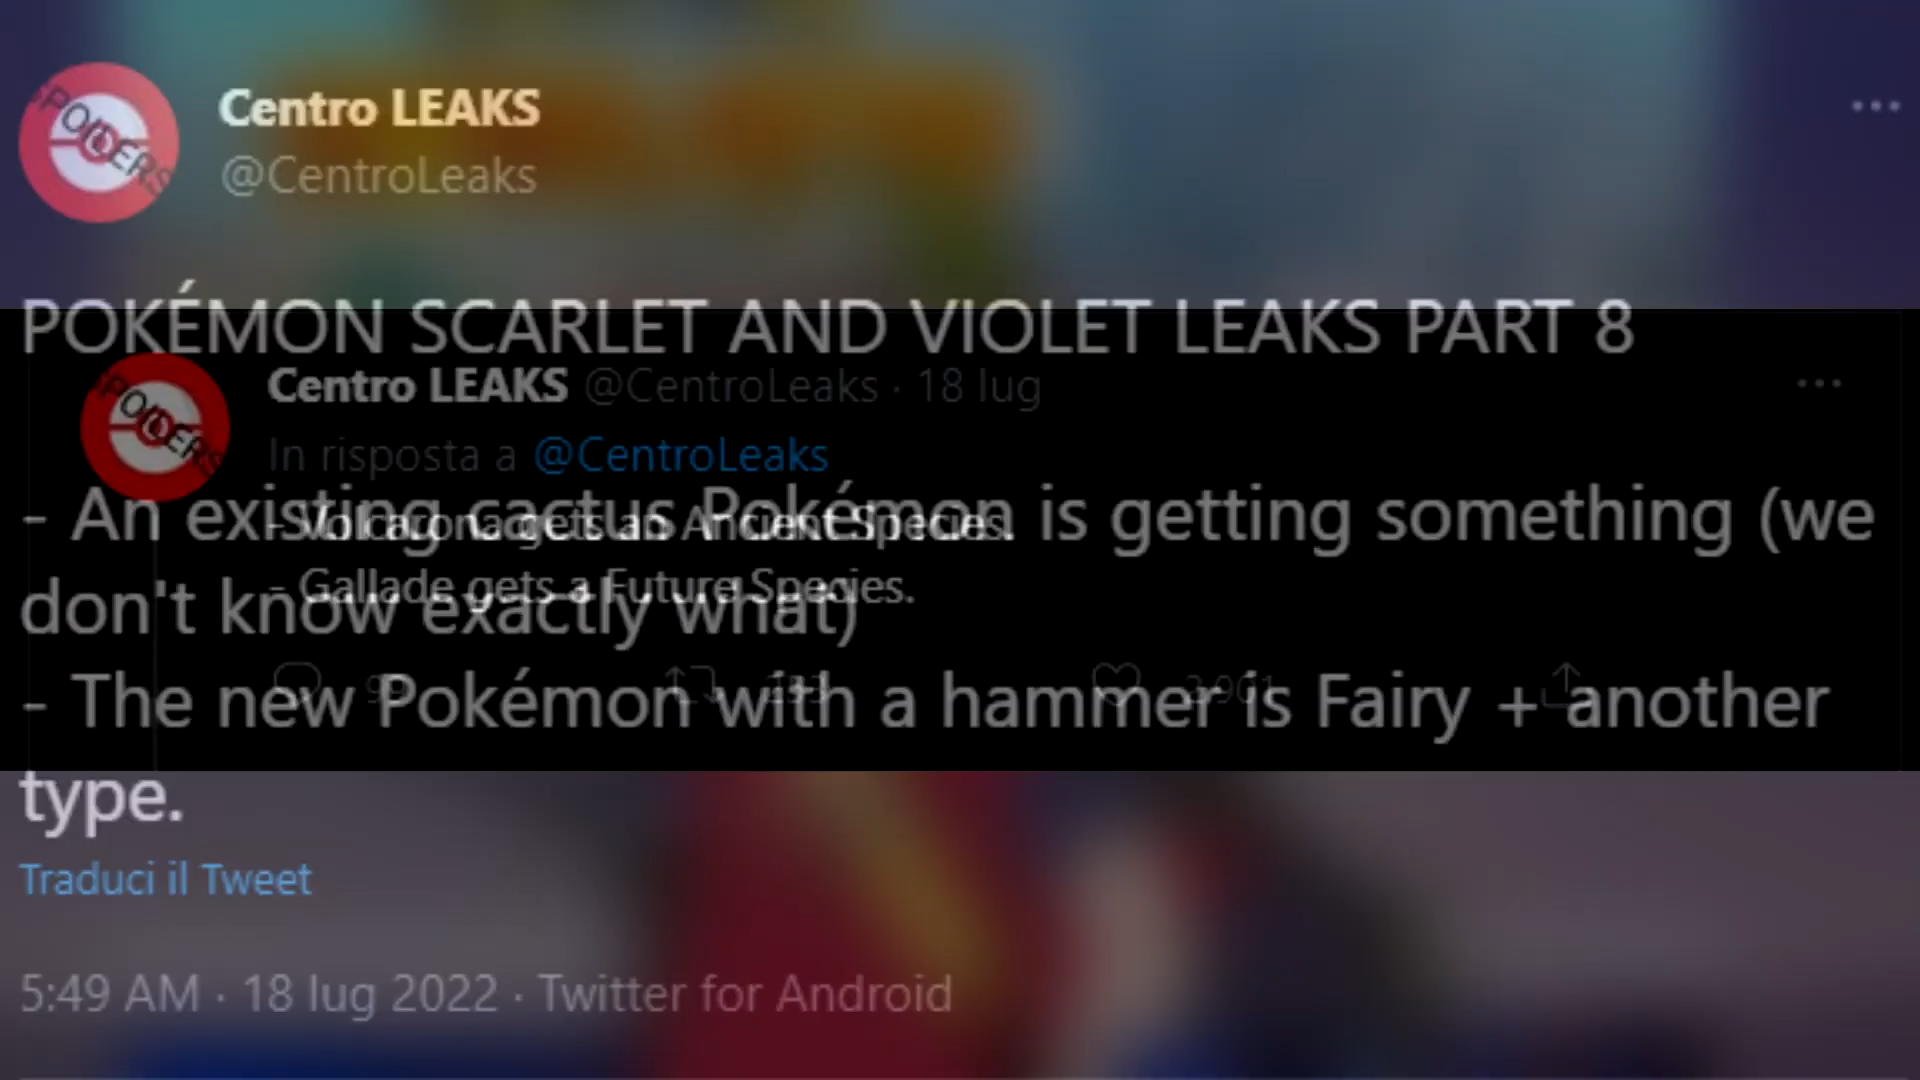 Centro LEAKS
@CentroLeaks
POKÉMON SCARLET AND VIOLET LEAKS PART 8
- An existing cactus Pokémon is getting something (we
don't know exactly what)
- The new Pokémon with a hammer is Fairy + another
type.
Traduci il Tweet
5:49 AM · 18 lug 2022 · Twitter for Android
SPOILERS
Centro LEAKS @CentroLeaks · 18 lug
In risposta a @CentroLeaks
- Volcarona gets an Ancient Species.
- Gallade gets a Future Species.
SPOILERS